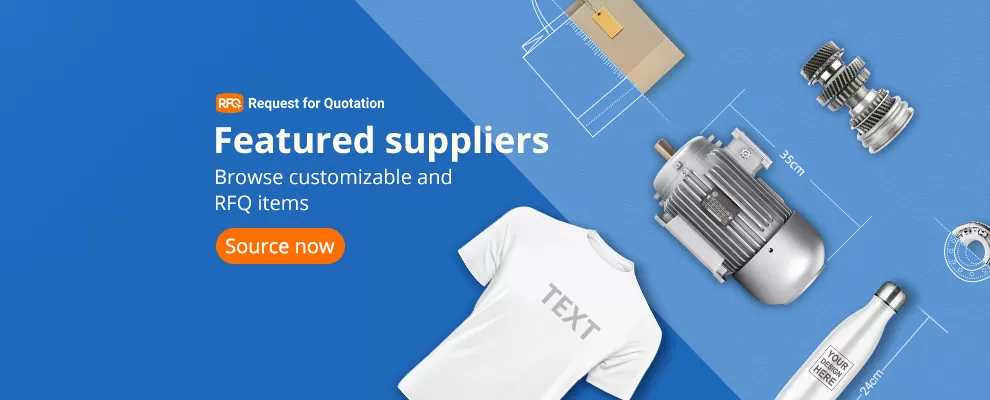 RFQ Request for Quotation
Featured suppliers
Browse customizable and
RFQ items
Source now
TEXT
35cm
YOUR
DESIGN
HERE
24cm